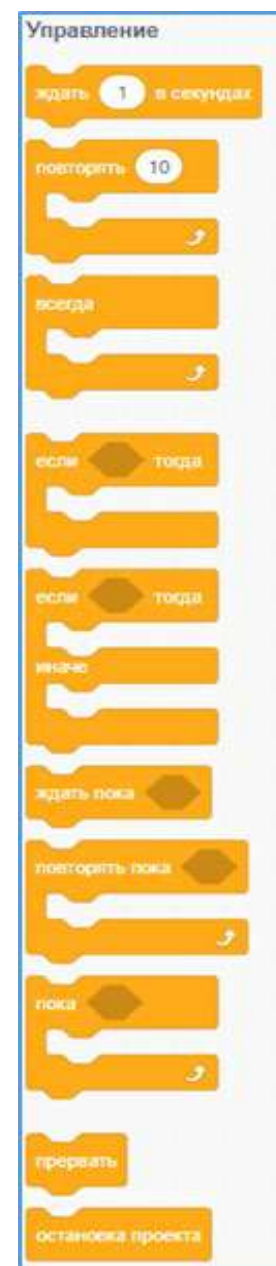 Управление
ждать 1 в секундах
повторять 10
всегда
если тогда
если тогда
иначе
ждать пока
повторять пока
пока
прервать
остановка проекта